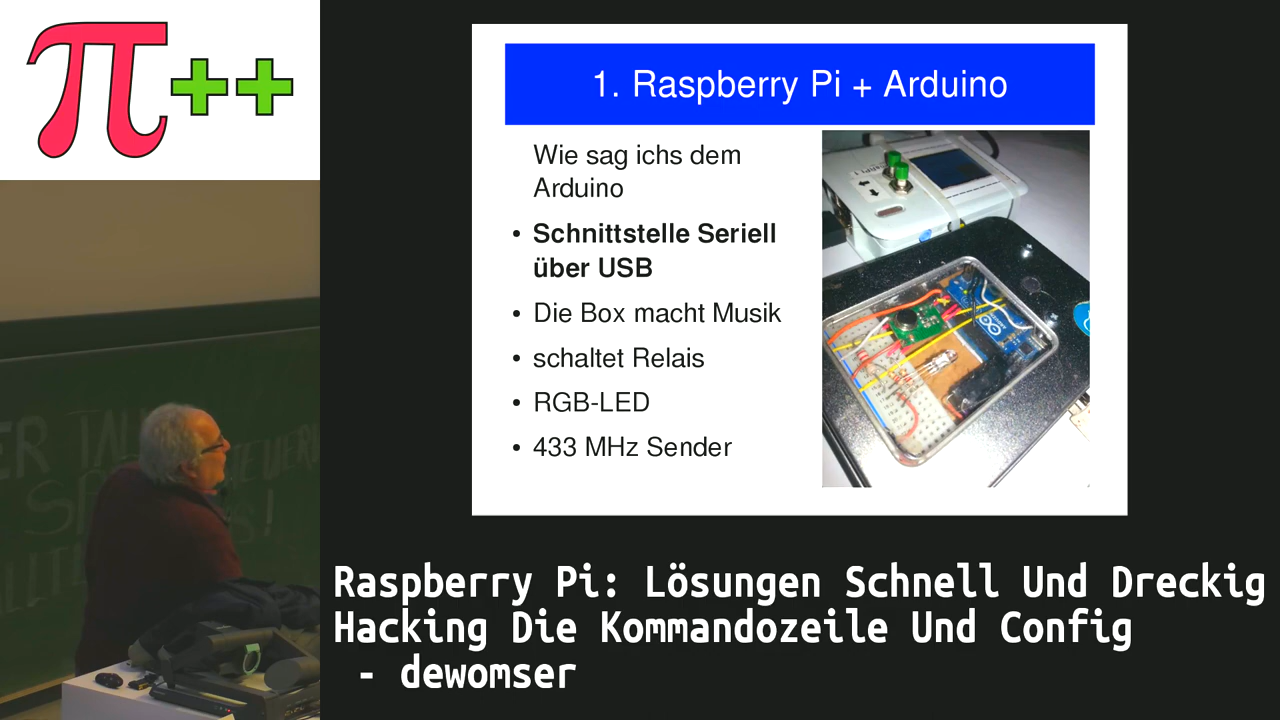 π++
1. Raspberry Pi + Arduino
Wie sag ichs dem
Arduino
• Schnittstelle Seriell
über USB
• Die Box macht Musik
• schaltet Relais
• RGB-LED
• 433 MHz Sender
Raspberry Pi: Lösungen Schnell Und Dreckig
Hacking Die Kommandozeile Und Config
- dewomser